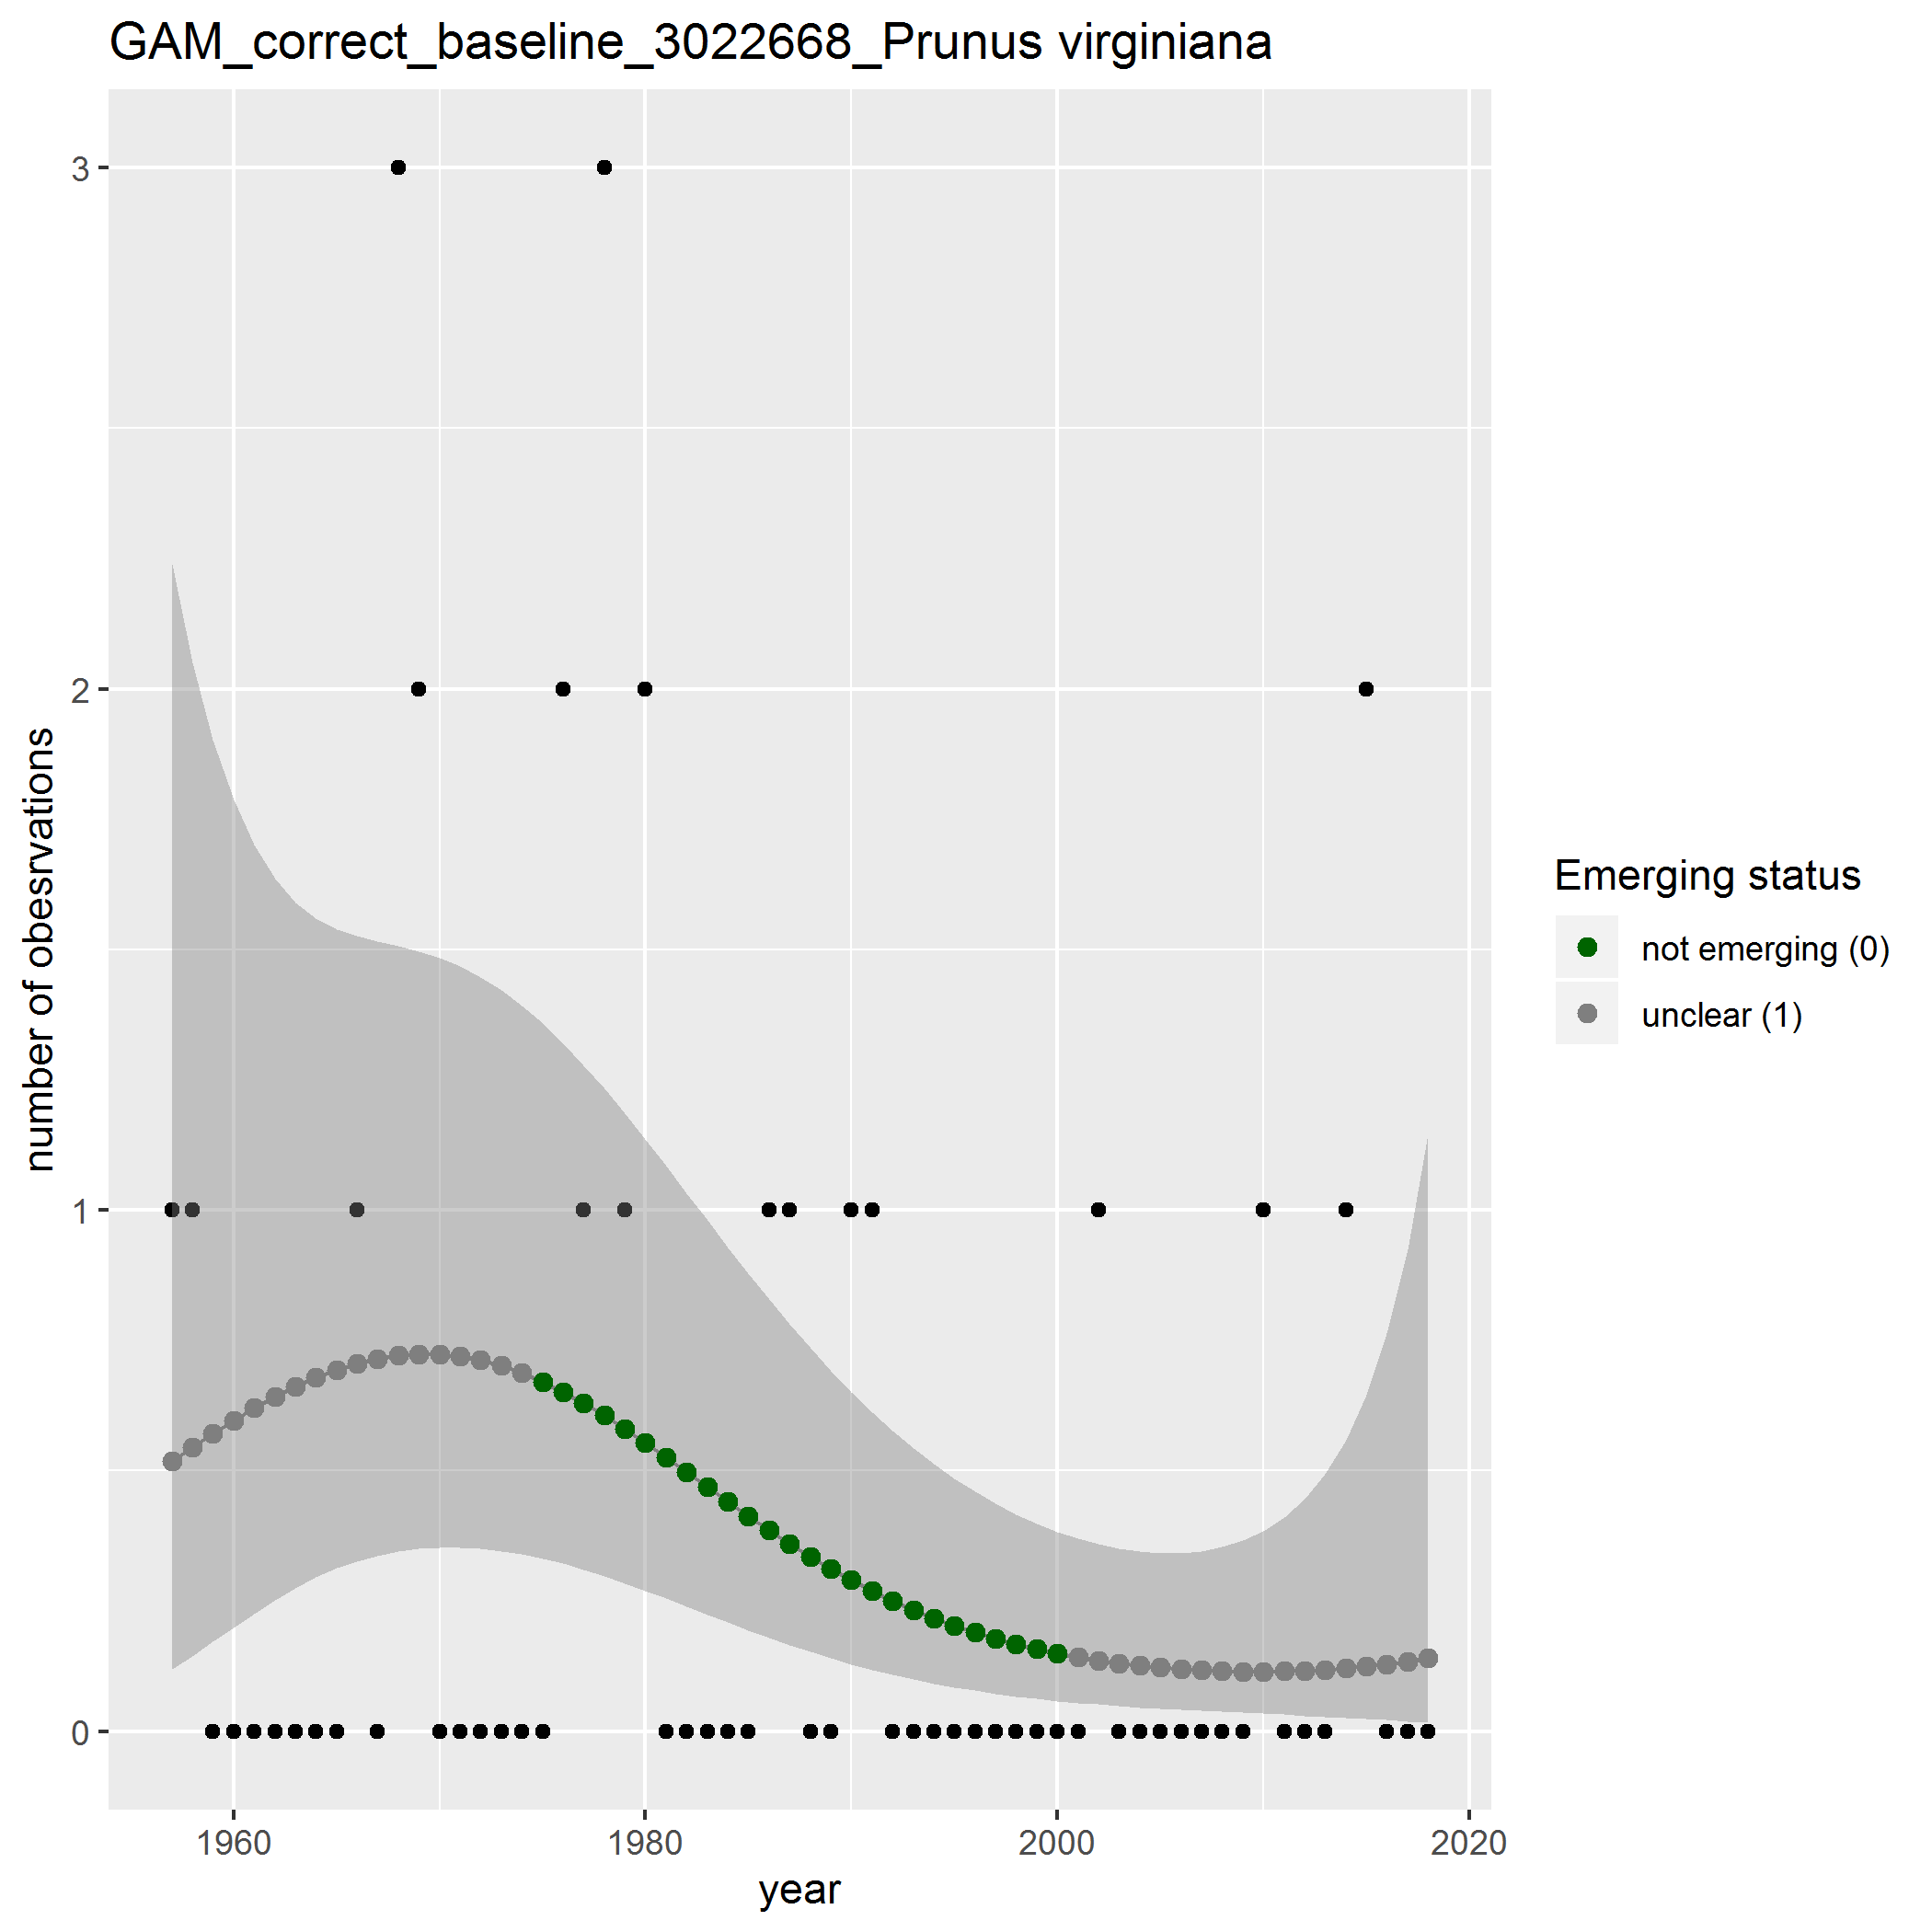 GAM_correct_baseline_3022668_Prunus virginiana
3
2
1
0
number of obesrvations
1960
1980
2000
2020
year
Emerging status
not emerging (0)
unclear (1)